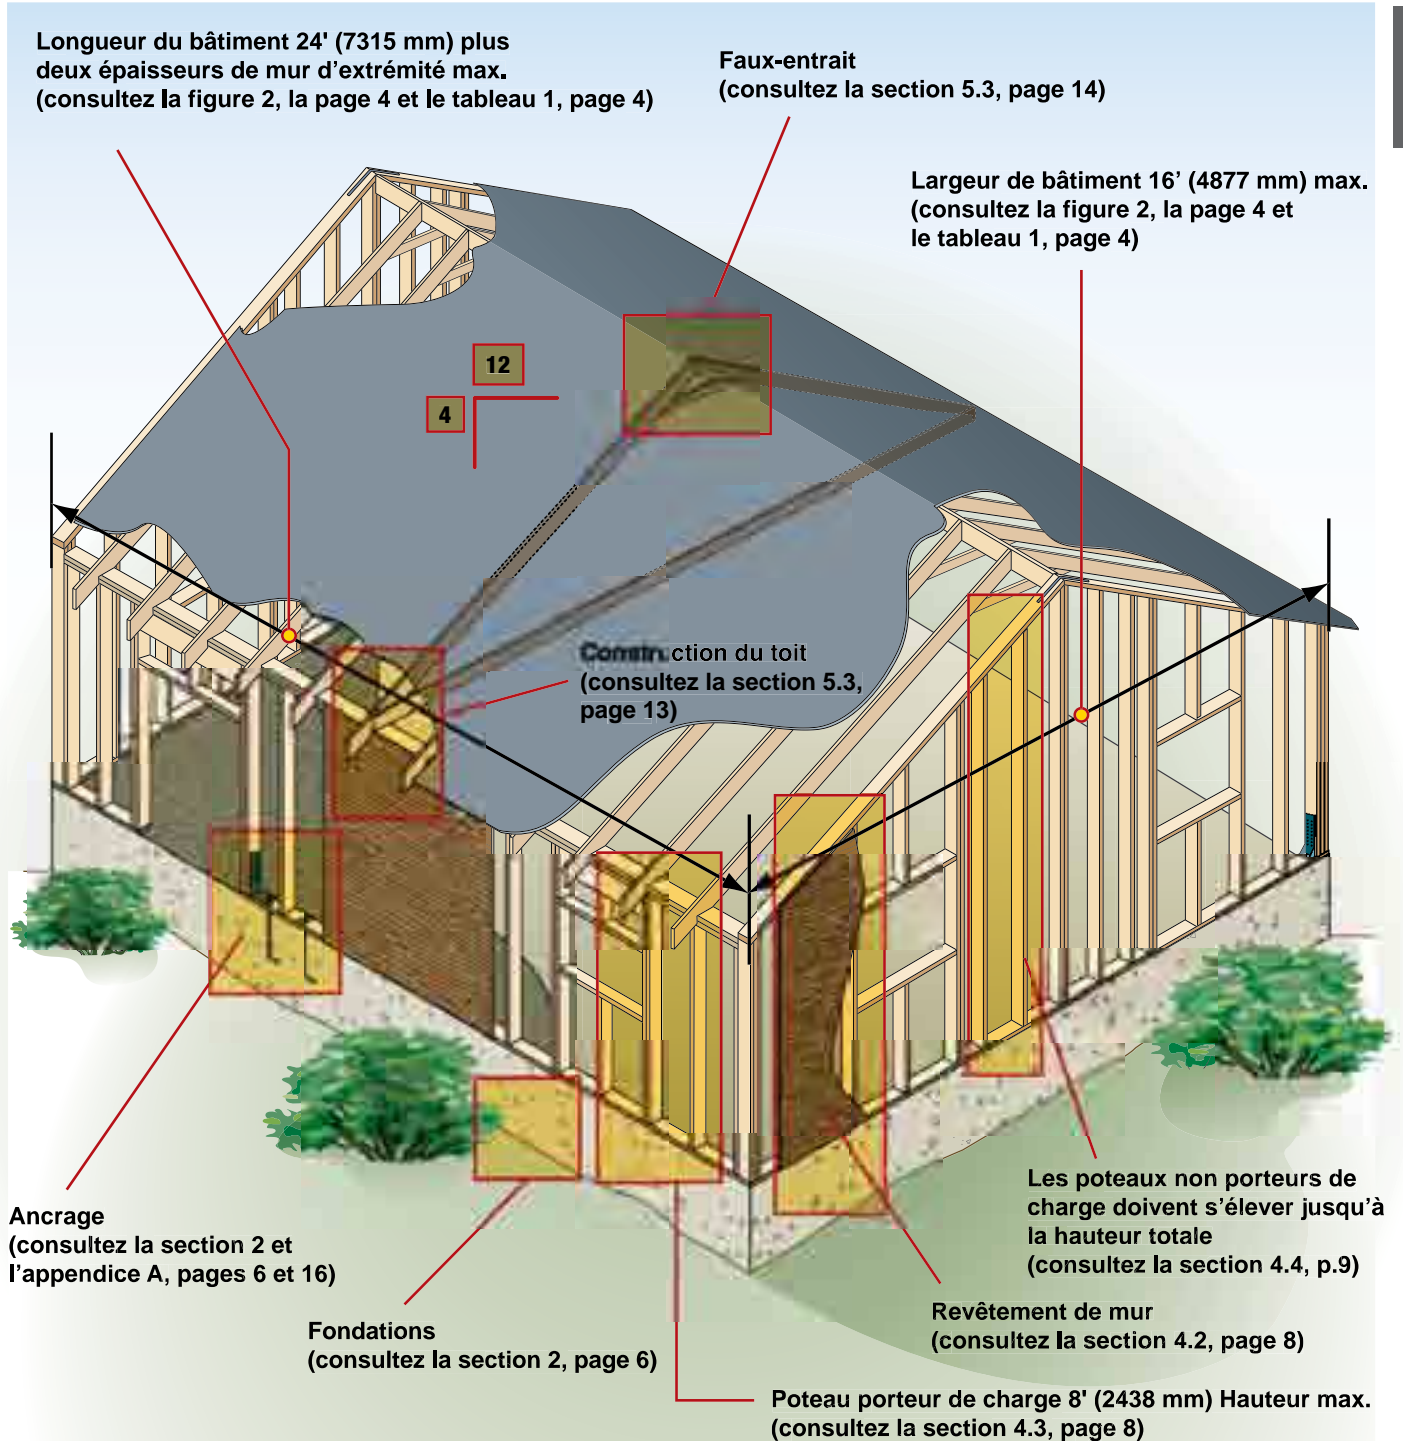 Longueur du bâtiment 24' (7315 mm) plus
deux épaisseurs de mur d'extrémité max.
(consultez la figure 2, la page 4 et le tableau 1, page 4)
Faux-entrait
(consultez la section 5.3, page 14)
Largeur de bâtiment 16’ (4877 mm) max.
(consultez la figure 2, la page 4 et
le tableau 1, page 4)
12
4
Construction du toit
(consultez la section 5.3,
page 13)
Ancrage
(consultez la section 2 et
l’appendice A, pages 6 et 16)
Fondations
(consultez la section 2, page 6)
Les poteaux non porteurs de
charge doivent s’élever jusqu’à
la hauteur totale
(consultez la section 4.4, p.9)
Revêtement de mur
(consultez la section 4.2, page 8)
Poteau porteur de charge 8' (2438 mm) Hauteur max.
(consultez la section 4.3, page 8)